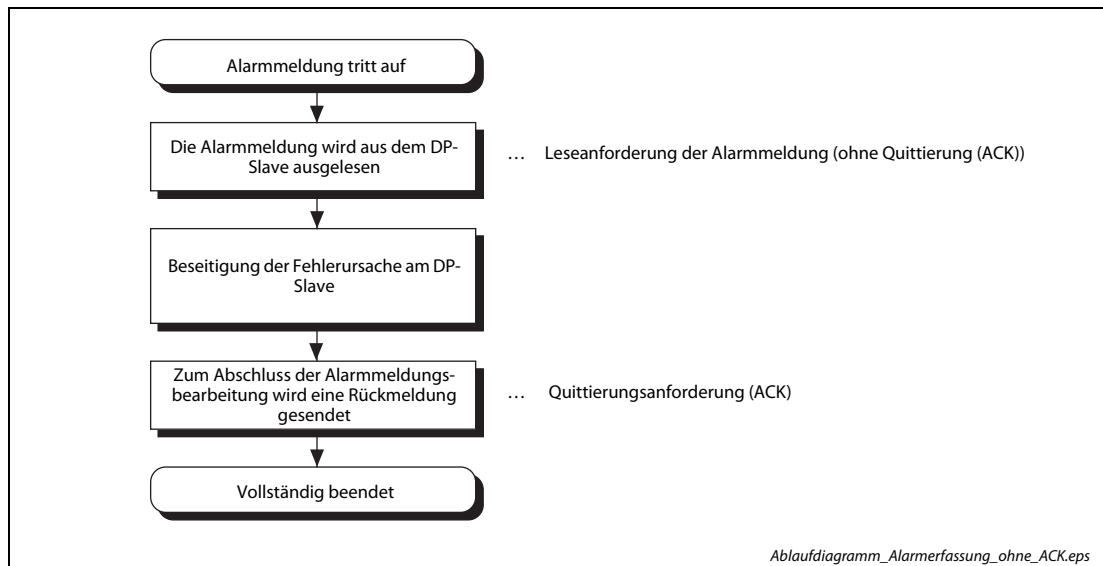 Alarmmeldung tritt auf
Die Alarmmeldung wird aus dem DP-
Slave ausgelesen
... Leseanforderung der Alarmmeldung (ohne Quittierung (ACK))
Beseitigung der Fehlerursache am DP-
Slave
Zum Abschluss der Alarmmeldungs-
bearbeitung wird eine Rückmeldung
gesendet
... Quittierungsanforderung (ACK)
Vollständig beendet
Ablaufdiagramm_Alarmerfassung_ohne_ACK.eps